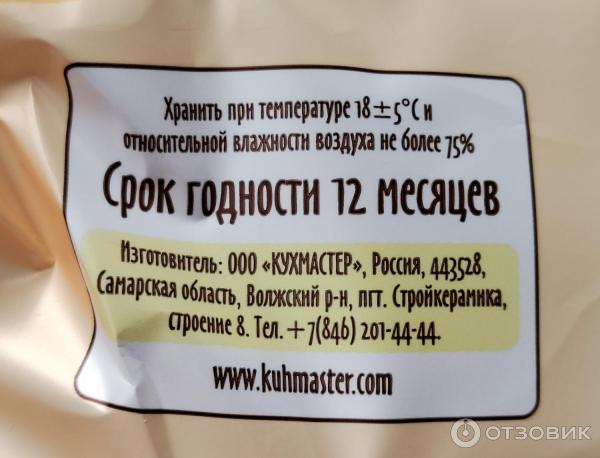 Хранить при температуре 18±5°С и
относительной влажности воздуха не более 75%
Срок годности 12 месяцев
Изготовитель: ООО «КУХМАСТЕР», Россия, 443528,
Самарская область, Волжский р-н, пгт. Стройкерамика,
строение 8. Тел. +7(846) 201-44-44.
www.kuhmaster.com
ОТЗОВИК